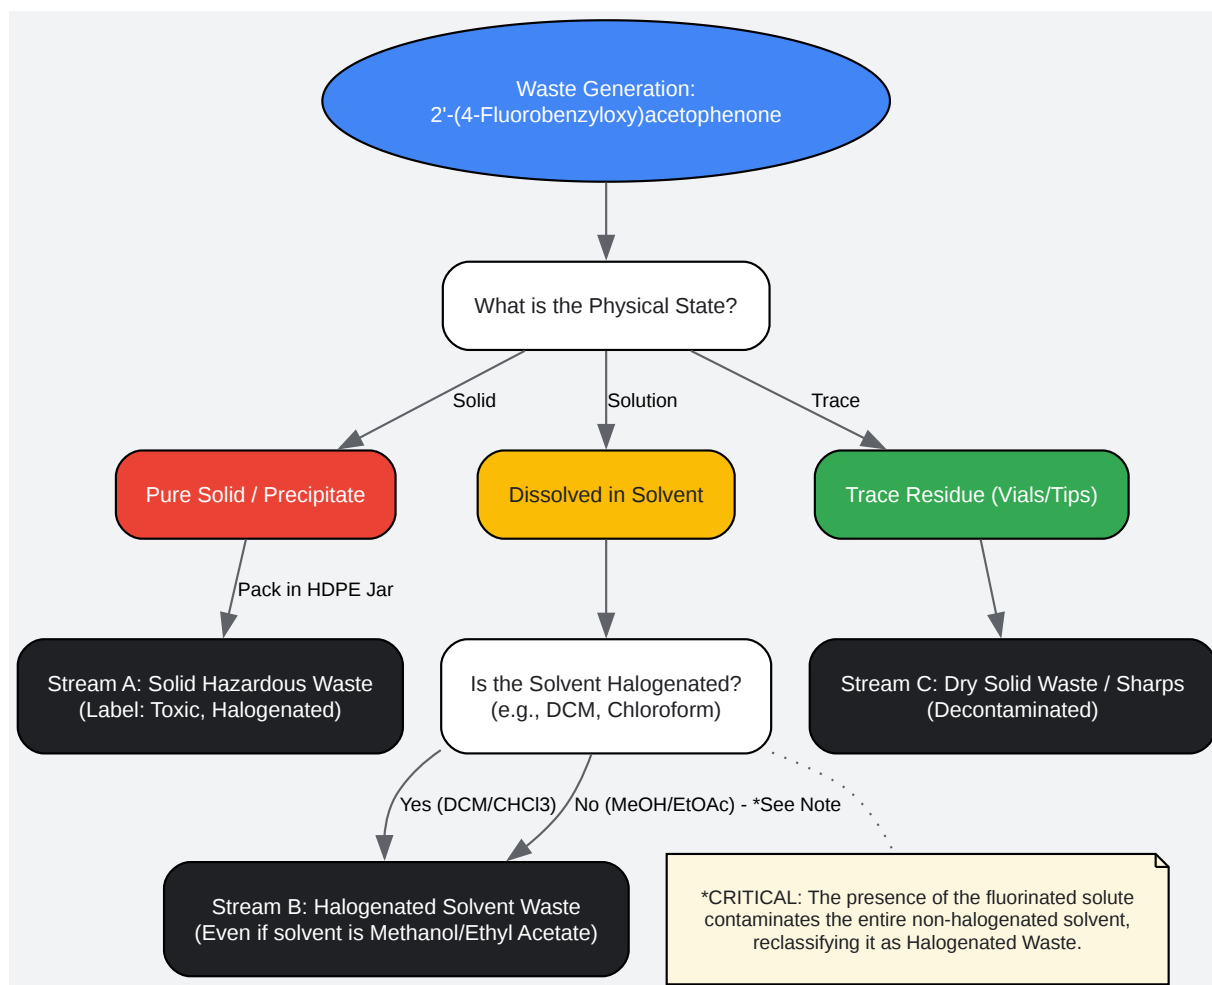 Waste Generation:
2'-(4-Fluorobenzyloxy)acetophenone
What is the Physical State?
Solid
Solution
Trace
Pure Solid / Precipitate
Dissolved in Solvent
Trace Residue (Vials/Tips)
Pack in HDPE Jar
Stream A: Solid Hazardous Waste
(Label: Toxic, Halogenated)
Is the Solvent Halogenated?
(e.g., DCM, Chloroform)
Stream C: Dry Solid Waste / Sharps
(Decontaminated)
Yes (DCM/CHCl3)
No (MeOH/EtOAc) - *See Note
Stream B: Halogenated Solvent Waste
(Even if solvent is Methanol/Ethyl Acetate)
*CRITICAL: The presence of the fluorinated solute
contaminates the entire non-halogenated solvent,
reclassifying it as Halogenated Waste.